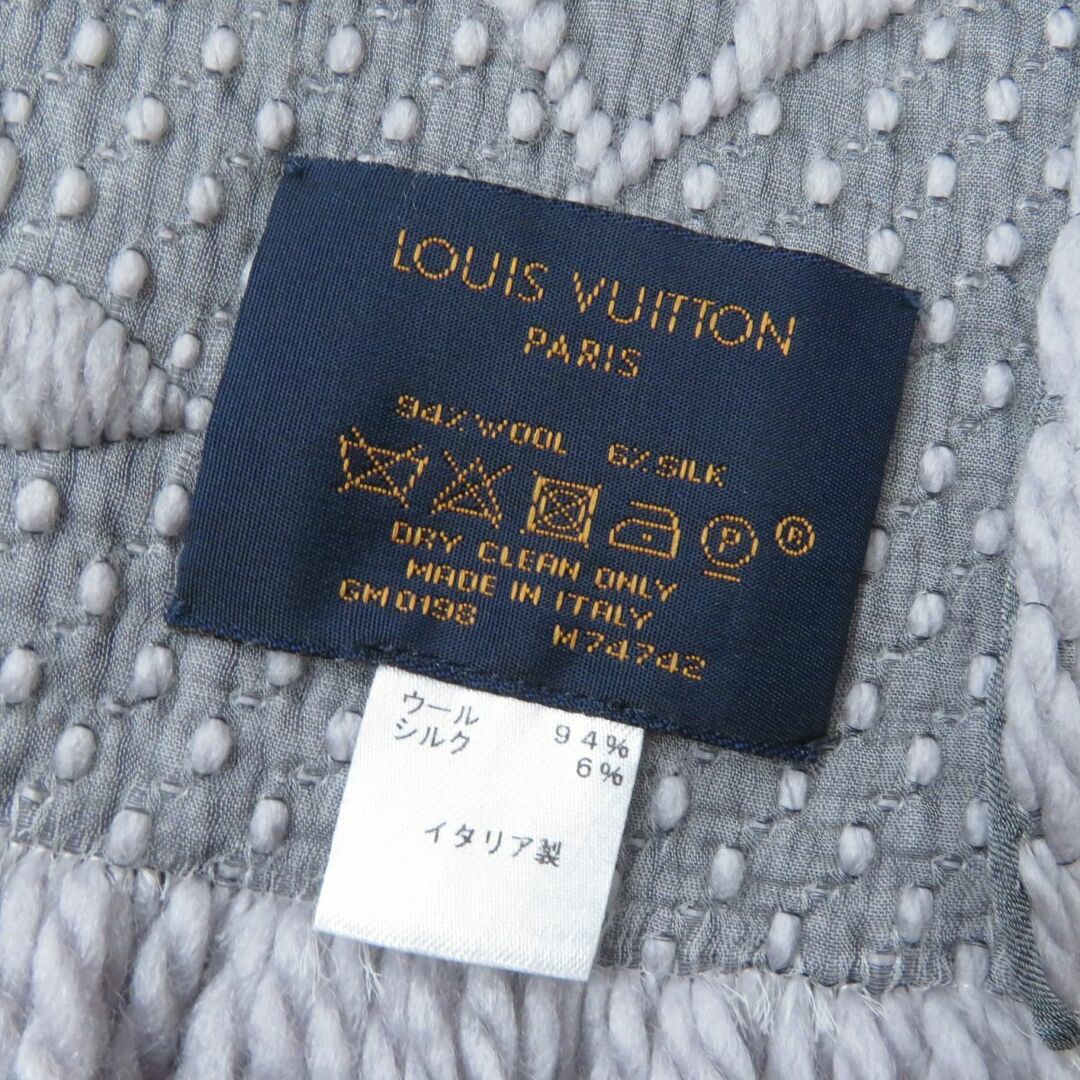 LOUIS VUITTON
PARIS
94% WOOL 6% SILK
P ®
DRY CLEAN ONLY
MADE IN ITALY
GM0198 M74742
ウール 94%
シルク 6%
イタリア製